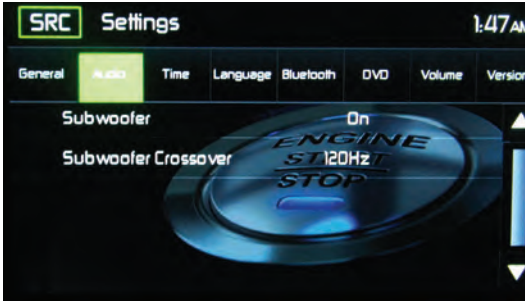 SRC Settings 1:47AM
General Audio Time Language Bluetooth DVD Volume Version
Subwoofer On
Subwoofer Crossover 120Hz
ENGINE
START
STOP